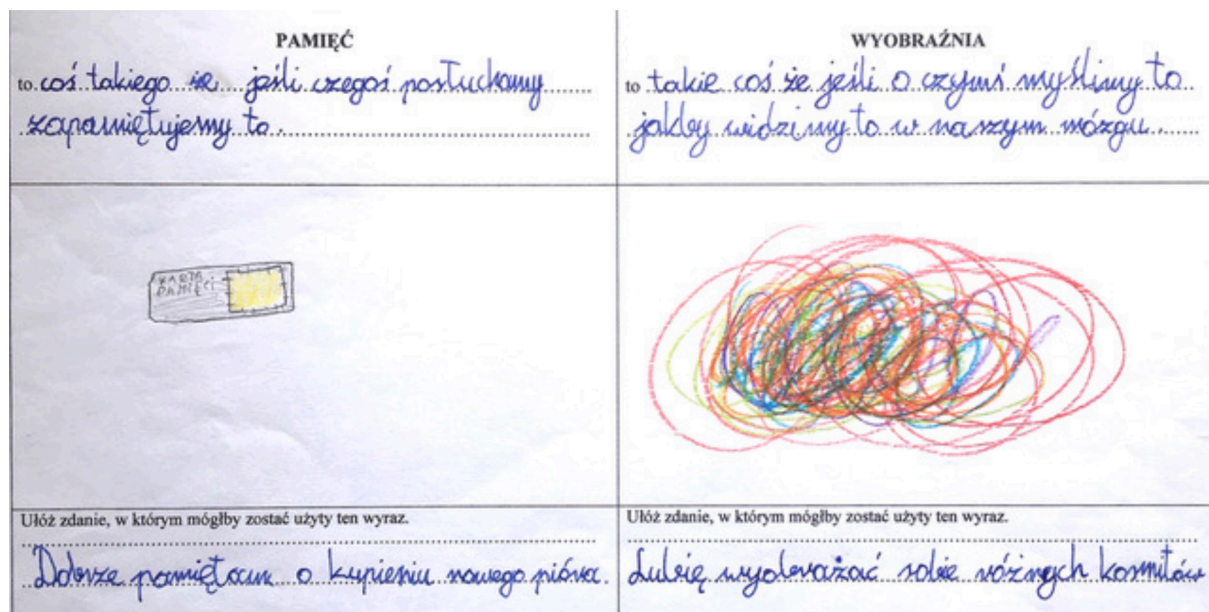 PAMIĘĆ
to coś takiego że jeśli czegoś posłuchamy
zapamiętujemy to.
KARTA
PAMIĘCI
Ułóż zdanie, w którym mógłby zostać użyty ten wyraz.
Dobrze pamiętam o kupieniu nowego pióra.
WYOBRAŹNIA
to takie coś że jeśli o czymś myślimy to
jakby widzimy to w naszym mózgu.
Ułóż zdanie, w którym mógłby zostać użyty ten wyraz.
Lubię wyobrażać sobie różnych kosmitów